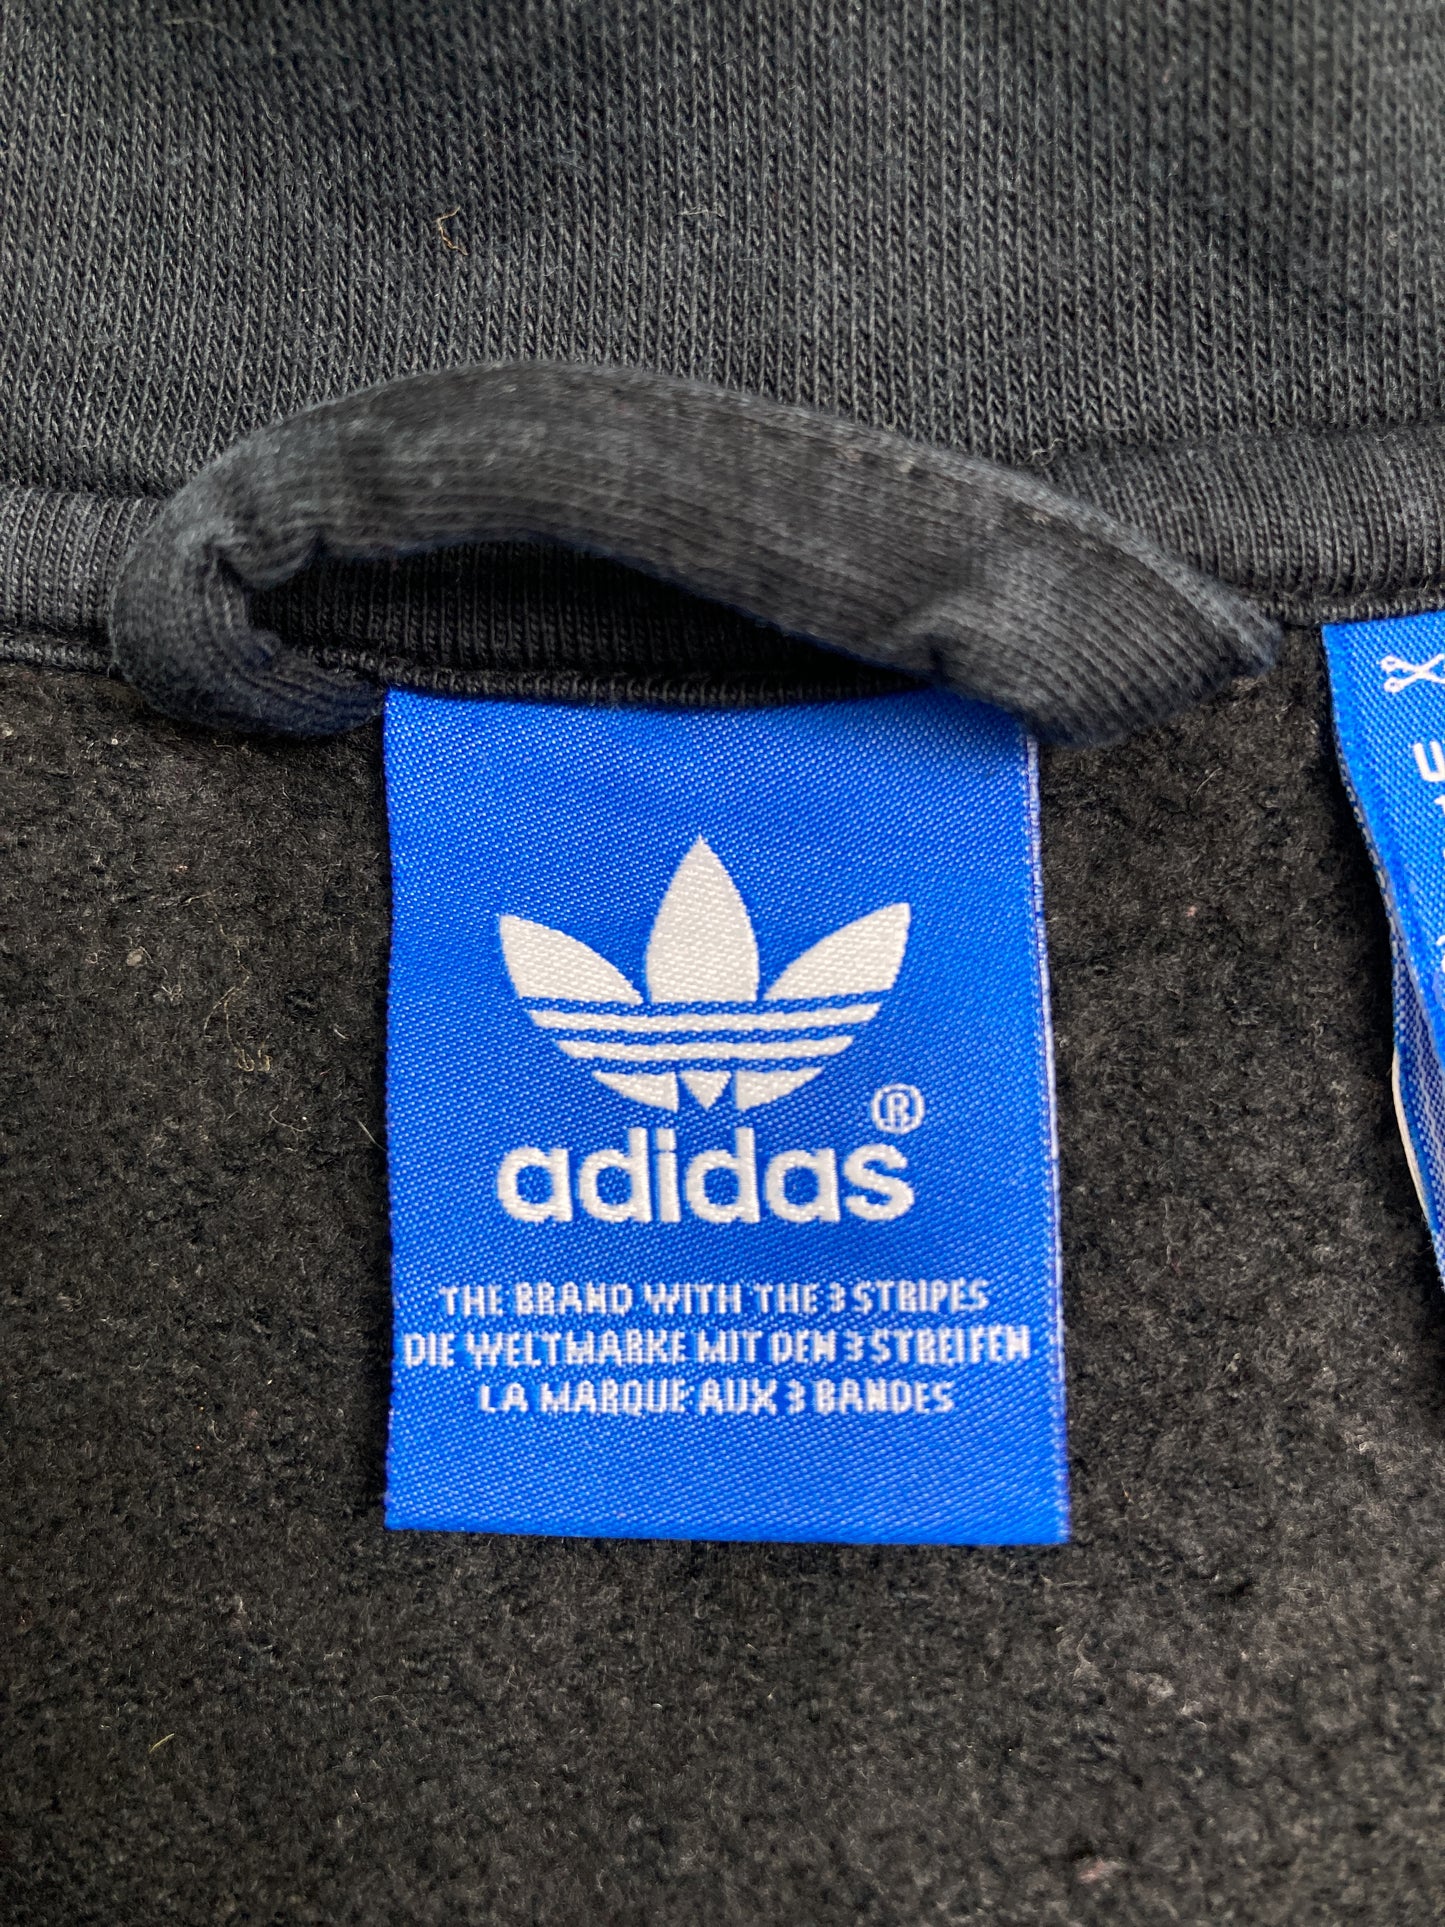 adidas®
THE BRAND WITH THE 3 STRIPES
DIE WELTMARKE MIT DEN 3 STREIFEN
LA MARQUE AUX 3 BANDES